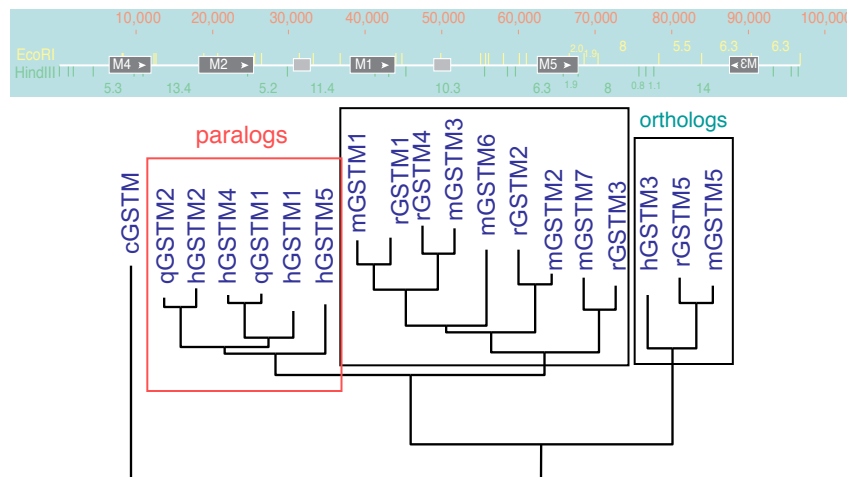 10,000 20,000 30,000 40,000 50,000 60,000 70,000 80,000 90,000 100,000
EcoRI 2.0 1.9 8 5.5 6.3 6.3
M4 M2 M1 M5 M3
HindIII 5.3 13.4 5.2 11.4 10.3 6.3 1.9 8 0.8 1.1 14
paralogs
orthologs
cGSTM
qGSTM2
hGSTM2
hGSTM4
qGSTM1
hGSTM1
hGSTM5
mGSTM1
rGSTM1
rGSTM4
mGSTM3
mGSTM6
rGSTM2
mGSTM2
mGSTM7
rGSTM3
hGSTM3
rGSTM5
mGSTM5